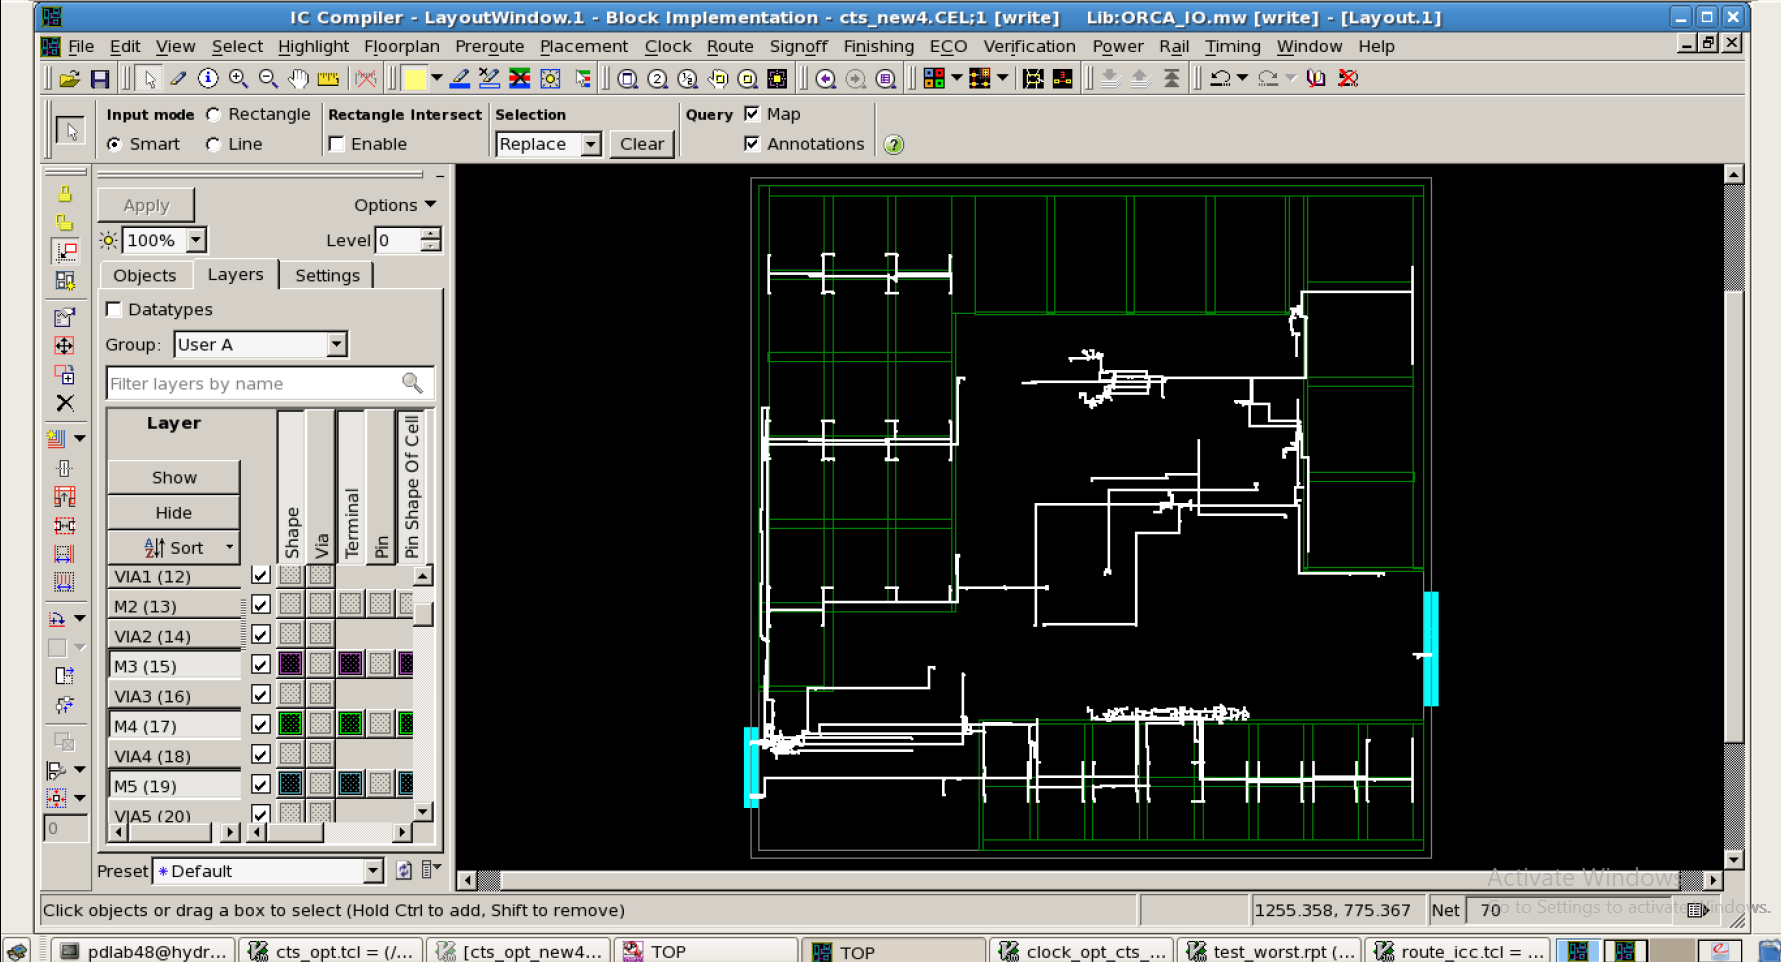 IC Compiler - LayoutWindow.1 - Block Implementation - cts_new4.CEL;1 [write]    Lib:ORCA_IO.mw [write] - [Layout.1]
File Edit View Select Highlight Floorplan Preroute Placement Clock Route Signoff Finishing ECO Verification Power Rail Timing Window Help
Input mode Rectangle Rectangle Intersect Selection Query Map
Smart Line Enable Replace Clear Annotations
Apply Options
100% Level 0
Objects Layers Settings
Datatypes
Group: User A
Filter layers by name
Layer
Show
Hide
Sort
Shape
Via
Terminal
Pin
Pin Shape Of Cell
VIA1 (12)
M2 (13)
VIA2 (14)
M3 (15)
VIA3 (16)
M4 (17)
VIA4 (18)
M5 (19)
VIA5 (20)
0
Preset * Default
Activate Windows
Click objects or drag a box to select (Hold Ctrl to add, Shift to remove) 1255.358, 775.367 Net 70
Go to Settings to activate Windows.
pdlab48@hydr... cts_opt.tcl = (/... [cts_opt_new4... TOP TOP clock_opt_cts_... test_worst.rpt (... route_icc.tcl = ...